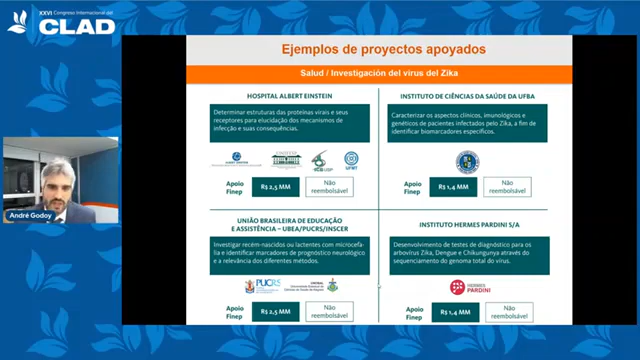 XXVI Congreso Internacional del
CLAD
Ejemplos de proyectos apoyados
Salud / Investigación del virus del Zika
HOSPITAL ALBERT EINSTEIN
Determinar estruturas das proteínas virais e seus
receptores para elucidação dos mecanismos de
infecção e suas consequências.
UFMT
Apoio
Finep
R$ 2,5 MM
Não
reembolsável
INSTITUTO DE CIÊNCIAS DA SAÚDE DA UFBA
Caracterizar os aspectos clínicos, imunológicos e
genéticos de pacientes infectados pelo Zika, a fim de
identificar biomarcadores específicos.
Apoio
Finep
R$ 1,4 MM
Não
reembolsável
UNIÃO BRASILEIRA DE EDUCAÇÃO
E ASSISTÊNCIA – UBEA/PUCRS/INSCER
Investigar recém-nascidos ou lactentes com microcefa-
lia e identificar marcadores de prognóstico neurológico
e a relevância dos diferentes métodos.
PUCRS
Apoio
Finep
R$ 2,5 MM
Não
reembolsável
INSTITUTO HERMES PARDINI S/A
Desenvolvimento de testes de diagnóstico para os
arbovírus Zix, Dengue e Chikungunya através do
sequenciamento do genoma total do vírus.
HERMES
PARDINI
Apoio
Finep
R$ 1,4 MM
Não
reembolsável
André Godoy